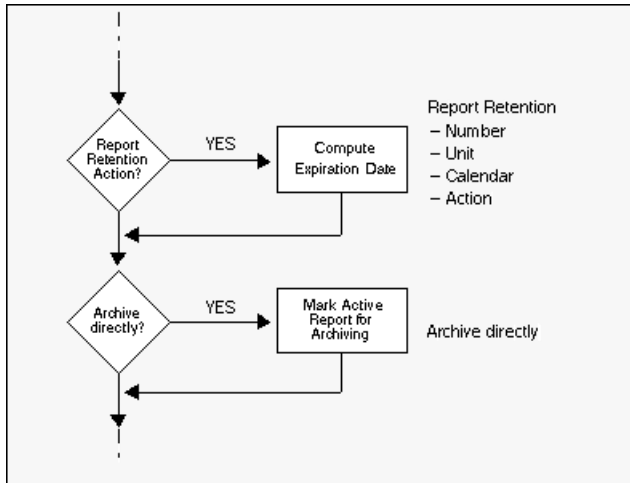 Report
Retention
Action?
YES
Compute
Expiration Date
Report Retention
– Number
– Unit
– Calendar
– Action
Archive
directly?
YES
Mark Active
Report for
Archiving
Archive directly